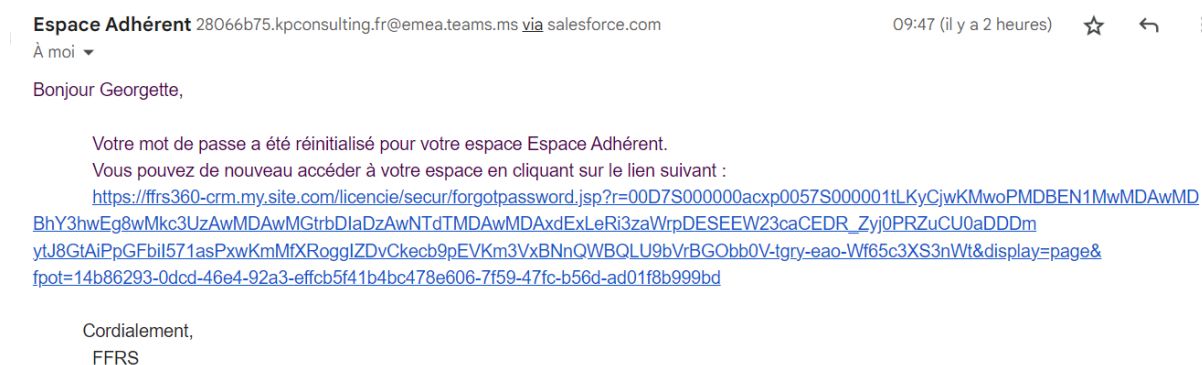 Espace Adhérent 28066b75.kpconsulting.fr@emea.teams.ms via salesforce.com 09:47 (il y a 2 heures)
À moi
Bonjour Georgette,
Votre mot de passe a été réinitialisé pour votre espace Espace Adhérent.
Vous pouvez de nouveau accéder à votre espace en cliquant sur le lien suivant :
https://ffrs360-crm.my.site.com/licencie/secur/forgotpassword.jsp?r=00D7S000000acxp0057S000001tLKyCjwKMwoPMDBEN1MwMDAwMD
BhY3hwEg8wMkc3UzAwMDAwMGtrbDIaDzAwNTdTMDAwMDAxdExLeRi3zaWrpDESEEW23caCEDR_Zyj0PRZuCU0aDDDm
ytJ8GtAiPpGFbiI571asPxwKmMfXRoggIZDvCkecb9pEVKm3VxBNnQWBQLU9bVrBGObb0V-tgry-eao-Wf65c3XS3nWt&display=page&
fpot=14b86293-0dcd-46e4-92a3-effcb5f41b4bc478e606-7f59-47fc-b56d-ad01f8b999bd
Cordialement,
FFRS